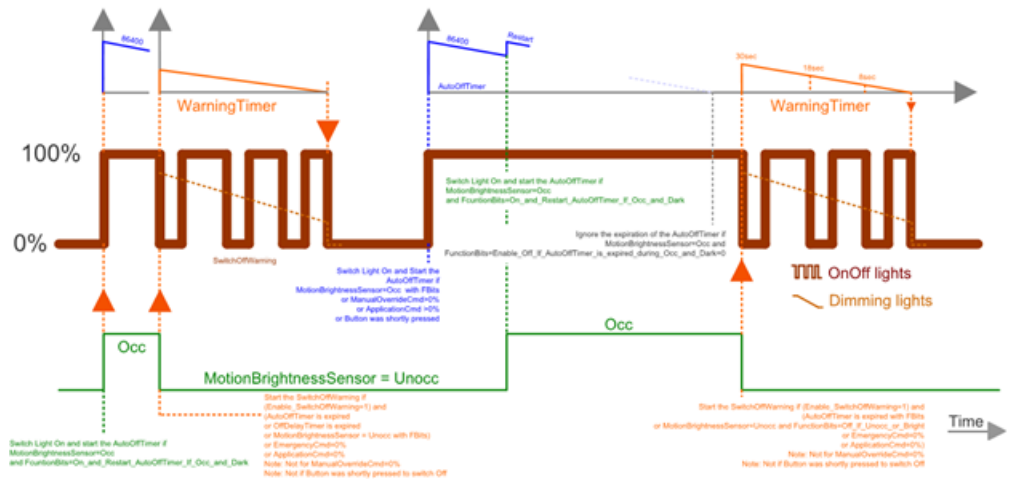 86400
86400
Restart
30sec
18sec
8sec
AutoOffTimer
WarningTimer
WarningTimer
100%
0%
SwitchOffWarning
Switch Light On and start the AutoOffTimer if
MotionBrightnessSensor=Occ
and FcuntionBits=On_and_Restart_AutoOffTimer_If_Occ_and_Dark
Ignore the expiration of the AutoOffTimer if
MotionBrightnessSensor=Occ and
FunctionBits=Enable_Off_If_AutoOffTimer_is_expired_during_Occ_and_Dark=0
Switch Light On and Start the
AutoOffTimer if
MotionBrightnessSensor=Occ with FBits
or ManualOverrideCmd=0%
or ApplicationCmd >0%
or Button was shortly pressed
OnOff lights
Dimming lights
Occ
Occ
MotionBrightnessSensor = Unocc
Start the SwitchOffWarning if
(Enable_SwitchOffWarning=1) and
(AutoOffTimer is expired
or OffDelayTimer is expired
or MotionBrightnessSensor = Unocc with FBits)
or EmergencyCmd=0%
or ApplicationCmd=0%
Note: Not for ManualOverrideCmd=0%
Note: Not if Button was shortly pressed to switch Off
Start the SwitchOffWarning if (Enable_SwitchOffWarning=1) and
(AutoOffTimer is expired with FBits
or MotionBrightnessSensor=Unocc and FunctionBits=Off_If_Unocc_or_Bright
or EmergencyCmd=0%
or ApplicationCmd=0%)
Note: Not for ManualOverrideCmd=0%
Note: Not if Button was shortly pressed to switch Off
Time
Switch Light On and start the AutoOffTimer if
MotionBrightnessSensor=Occ
and FcuntionBits=On_and_Restart_AutoOffTimer_If_Occ_and_Dark